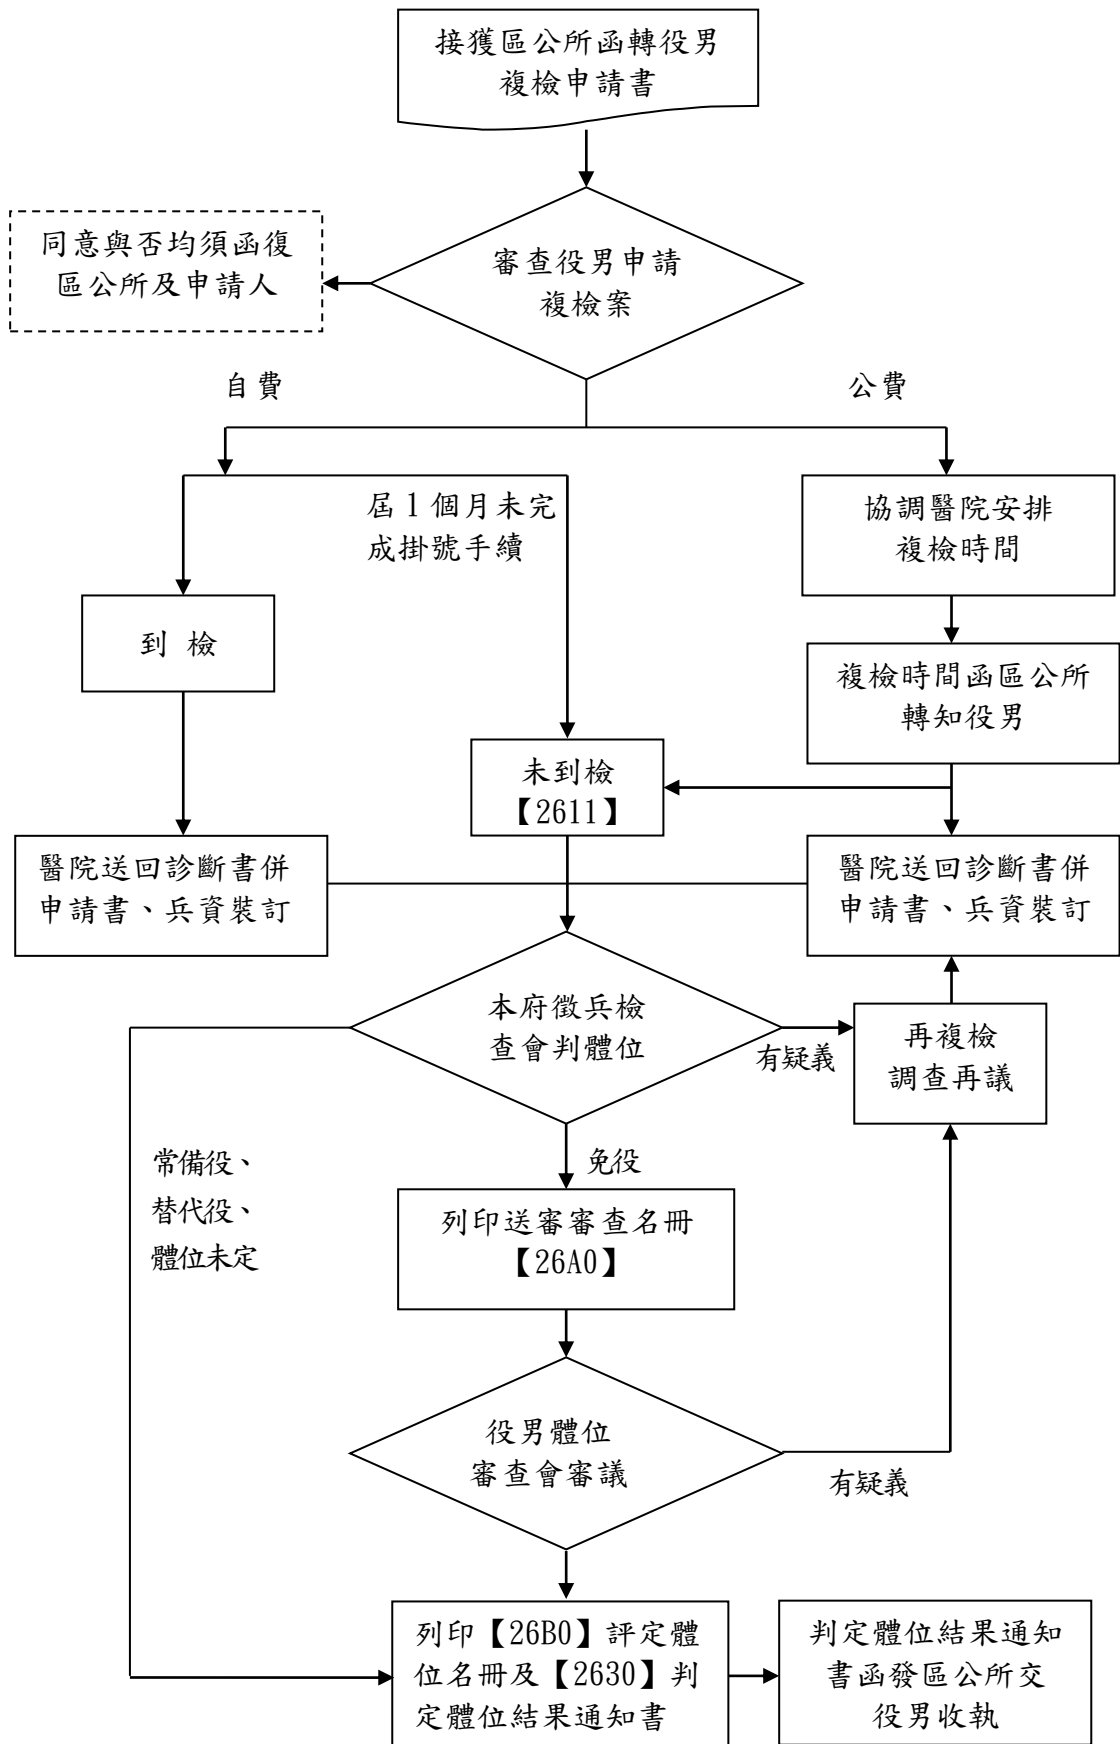 接獲區公所函轉役男
複檢申請書
同意與否均須函復
區公所及申請人
審查役男申請
複檢案
自費
公費
屆1個月未完
成掛號手續
協調醫院安排
複檢時間
到 檢
複檢時間函區公所
轉知役男
未到檢
【2611】
醫院送回診斷書併
申請書、兵資裝訂
醫院送回診斷書併
申請書、兵資裝訂
本府徵兵檢
查會判體位
有疑義
再複檢
調查再議
常備役、
替代役、
體位未定
免役
列印送審審查名冊
【26A0】
役男體位
審查會審議
有疑義
列印【26B0】評定體
位名冊及【2630】判
定體位結果通知書
判定體位結果通知
書函發區公所交
役男收執